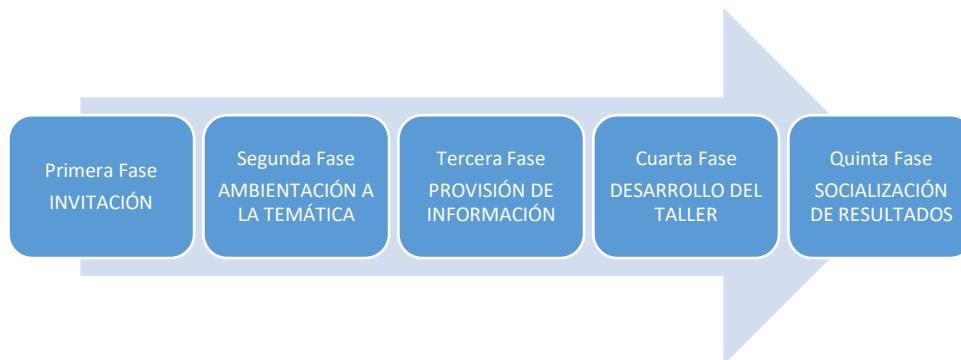 Primera Fase
INVITACIÓN
Segunda Fase
AMBIENTACIÓN A
LA TEMÁTICA
Tercera Fase
PROVISIÓN DE
INFORMACIÓN
Cuarta Fase
DESARROLLO DEL
TALLER
Quinta Fase
SOCIALIZACIÓN
DE RESULTADOS